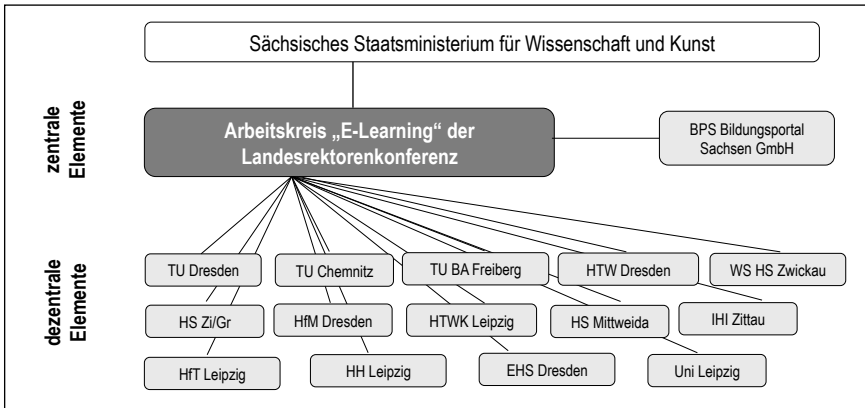 Sächsisches Staatsministerium für Wissenschaft und Kunst
zentrale
Elemente
Arbeitskreis „E-Learning“ der
Landesrektorenkonferenz
BPS Bildungsportal
Sachsen GmbH
dezentrale
Elemente
TU Dresden
TU Chemnitz
TU BA Freiberg
HTW Dresden
WS HS Zwickau
HS Zi/Gr
HfM Dresden
HTWK Leipzig
HS Mittweida
IHI Zittau
HfT Leipzig
HH Leipzig
EHS Dresden
Uni Leipzig